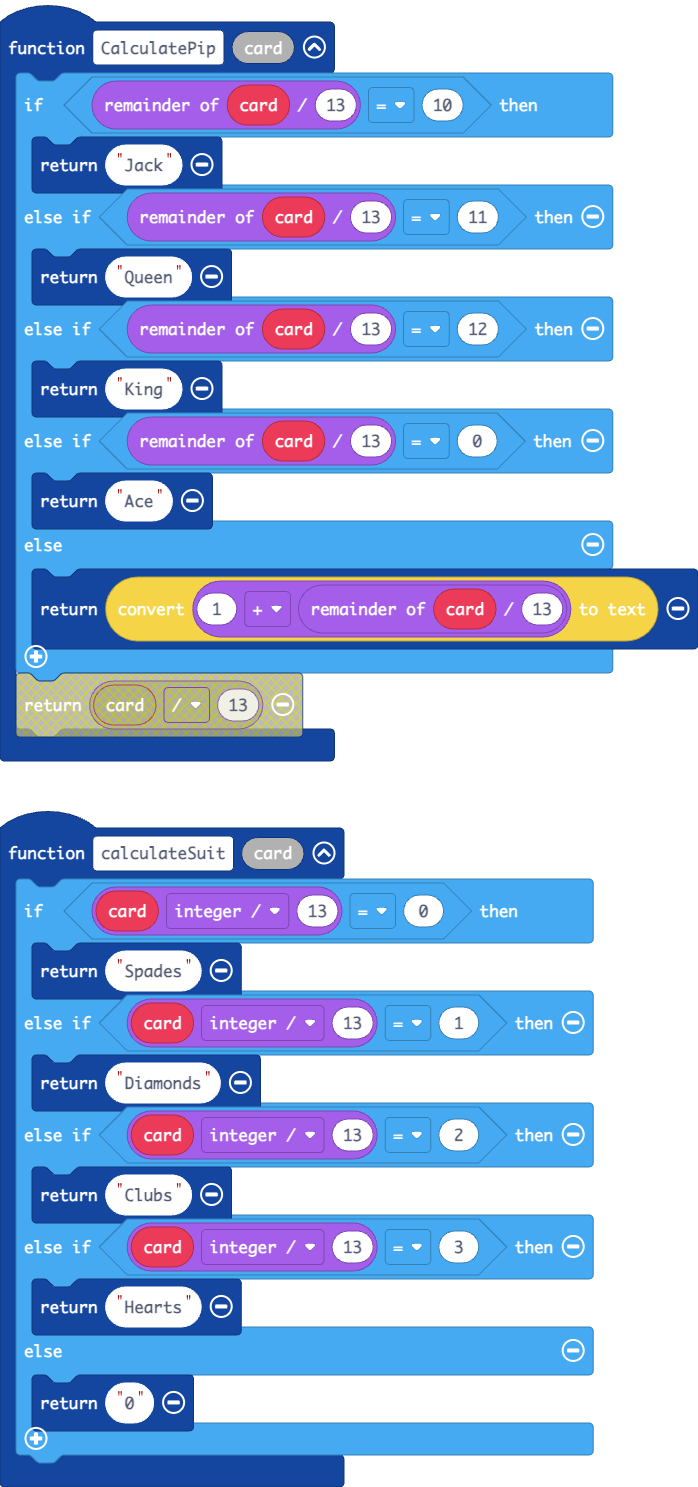 function CalculatePip card
if remainder of card / 13 = 10 then
return "Jack"
else if remainder of card / 13 = 11 then
return "Queen"
else if remainder of card / 13 = 12 then
return "King"
else if remainder of card / 13 = 0 then
return "Ace"
else
return convert 1 + remainder of card / 13 to text
return card / 13
function calculateSuit card
if card integer / 13 = 0 then
return "Spades"
else if card integer / 13 = 1 then
return "Diamonds"
else if card integer / 13 = 2 then
return "Clubs"
else if card integer / 13 = 3 then
return "Hearts"
else
return "0"